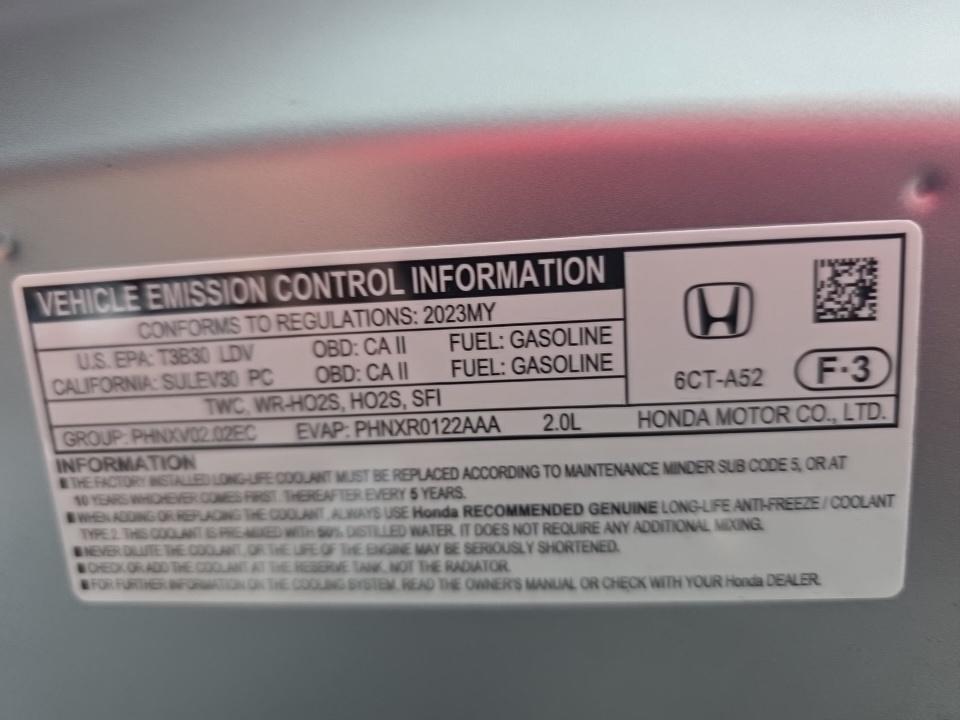 VEHICLE EMISSION CONTROL INFORMATION
CONFORMS TO REGULATIONS: 2023MY
U.S. EPA: T3B30 LDV OBD: CA II FUEL: GASOLINE
CALIFORNIA: SULEV30 PC OBD: CA II FUEL: GASOLINE
TWC, WR-HO2S, HO2S, SFI
6CT-A52 F-3
GROUP: PHNXV02.02EC EVAP: PHNXR0122AAA 2.0L HONDA MOTOR CO., LTD.
INFORMATION
■ THE FACTORY INSTALLED LONG-LIFE COOLANT MUST BE REPLACED ACCORDING TO MAINTENANCE MINDER SUB CODE 5, OR AT
10 YEARS WHICHEVER COMES FIRST. THEREAFTER EVERY 5 YEARS.
■ WHEN ADDING OR REPLACING THE COOLANT, ALWAYS USE Honda RECOMMENDED GENUINE LONG-LIFE ANTI-FREEZE / COOLANT
TYPE 2. THIS COOLANT IS PRE-MIXED WITH 50% DISTILLED WATER. IT DOES NOT REQUIRE ANY ADDITIONAL MIXING.
■ NEVER DILUTE THE COOLANT, OR THE LIFE OF THE ENGINE MAY BE SERIOUSLY SHORTENED.
■ CHECK OR ADD THE COOLANT AT THE RESERVE TANK, NOT THE RADIATOR.
■ FOR FURTHER INFORMATION ON THE COOLING SYSTEM, READ THE OWNER'S MANUAL OR CHECK WITH YOUR Honda DEALER.